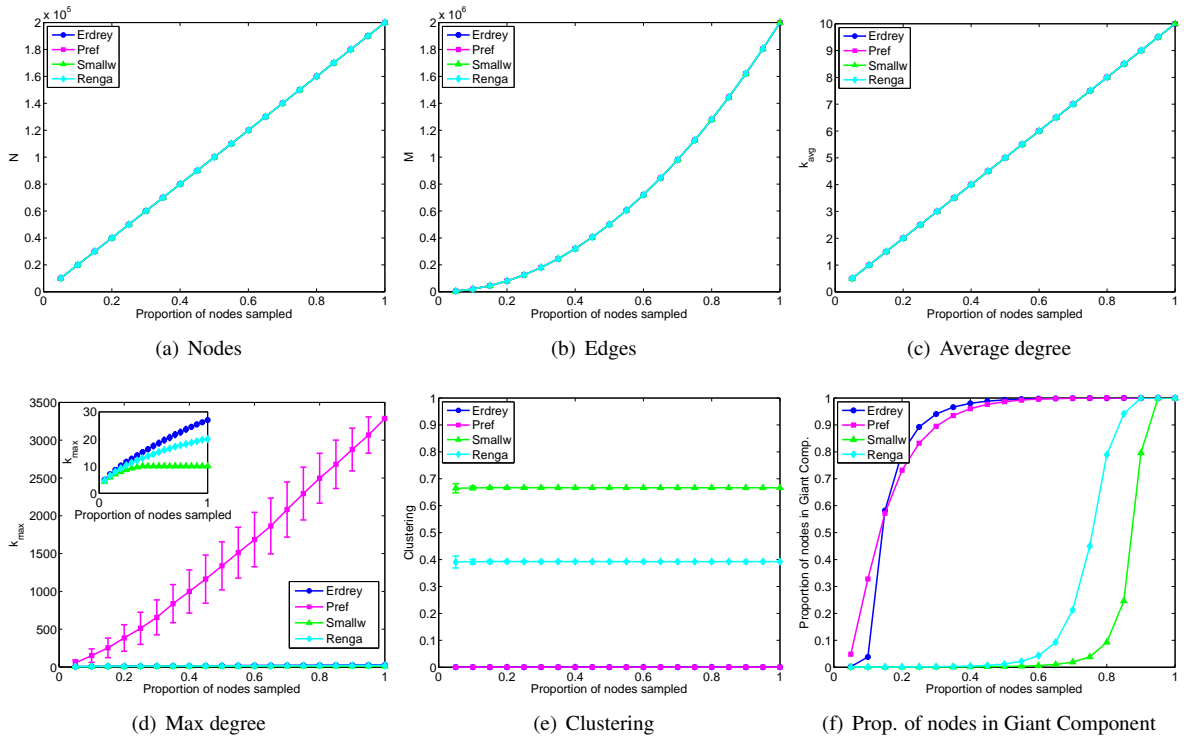 x 10^5
2
1.8
1.6
1.4
1.2
1
0.8
0.6
0.4
0.2
0
N
Erdrey
Pref
Smallw
Renga
0 0.2 0.4 0.6 0.8 1
Proportion of nodes sampled
(a) Nodes
x 10^6
2
1.8
1.6
1.4
1.2
1
0.8
0.6
0.4
0.2
0
M
Erdrey
Pref
Smallw
Renga
0 0.2 0.4 0.6 0.8 1
Proportion of nodes sampled
(b) Edges
10
9
8
7
6
5
4
3
2
1
0
k_avg
Erdrey
Pref
Smallw
Renga
0 0.2 0.4 0.6 0.8 1
Proportion of nodes sampled
(c) Average degree
3500
3000
2500
2000
1500
1000
500
0
k_max
30
20
10
0
k_max
0 1
Proportion of nodes sampled
Erdrey
Pref
Smallw
Renga
0 0.2 0.4 0.6 0.8 1
Proportion of nodes sampled
(d) Max degree
1
0.9
0.8
0.7
0.6
0.5
0.4
0.3
0.2
0.1
0
Clustering
Erdrey
Pref
Smallw
Renga
0 0.2 0.4 0.6 0.8 1
Proportion of nodes sampled
(e) Clustering
1
0.9
0.8
0.7
0.6
0.5
0.4
0.3
0.2
0.1
0
Proportion of nodes in Giant Comp.
Erdrey
Pref
Smallw
Renga
0 0.2 0.4 0.6 0.8 1
Proportion of nodes sampled
(f) Prop. of nodes in Giant Component